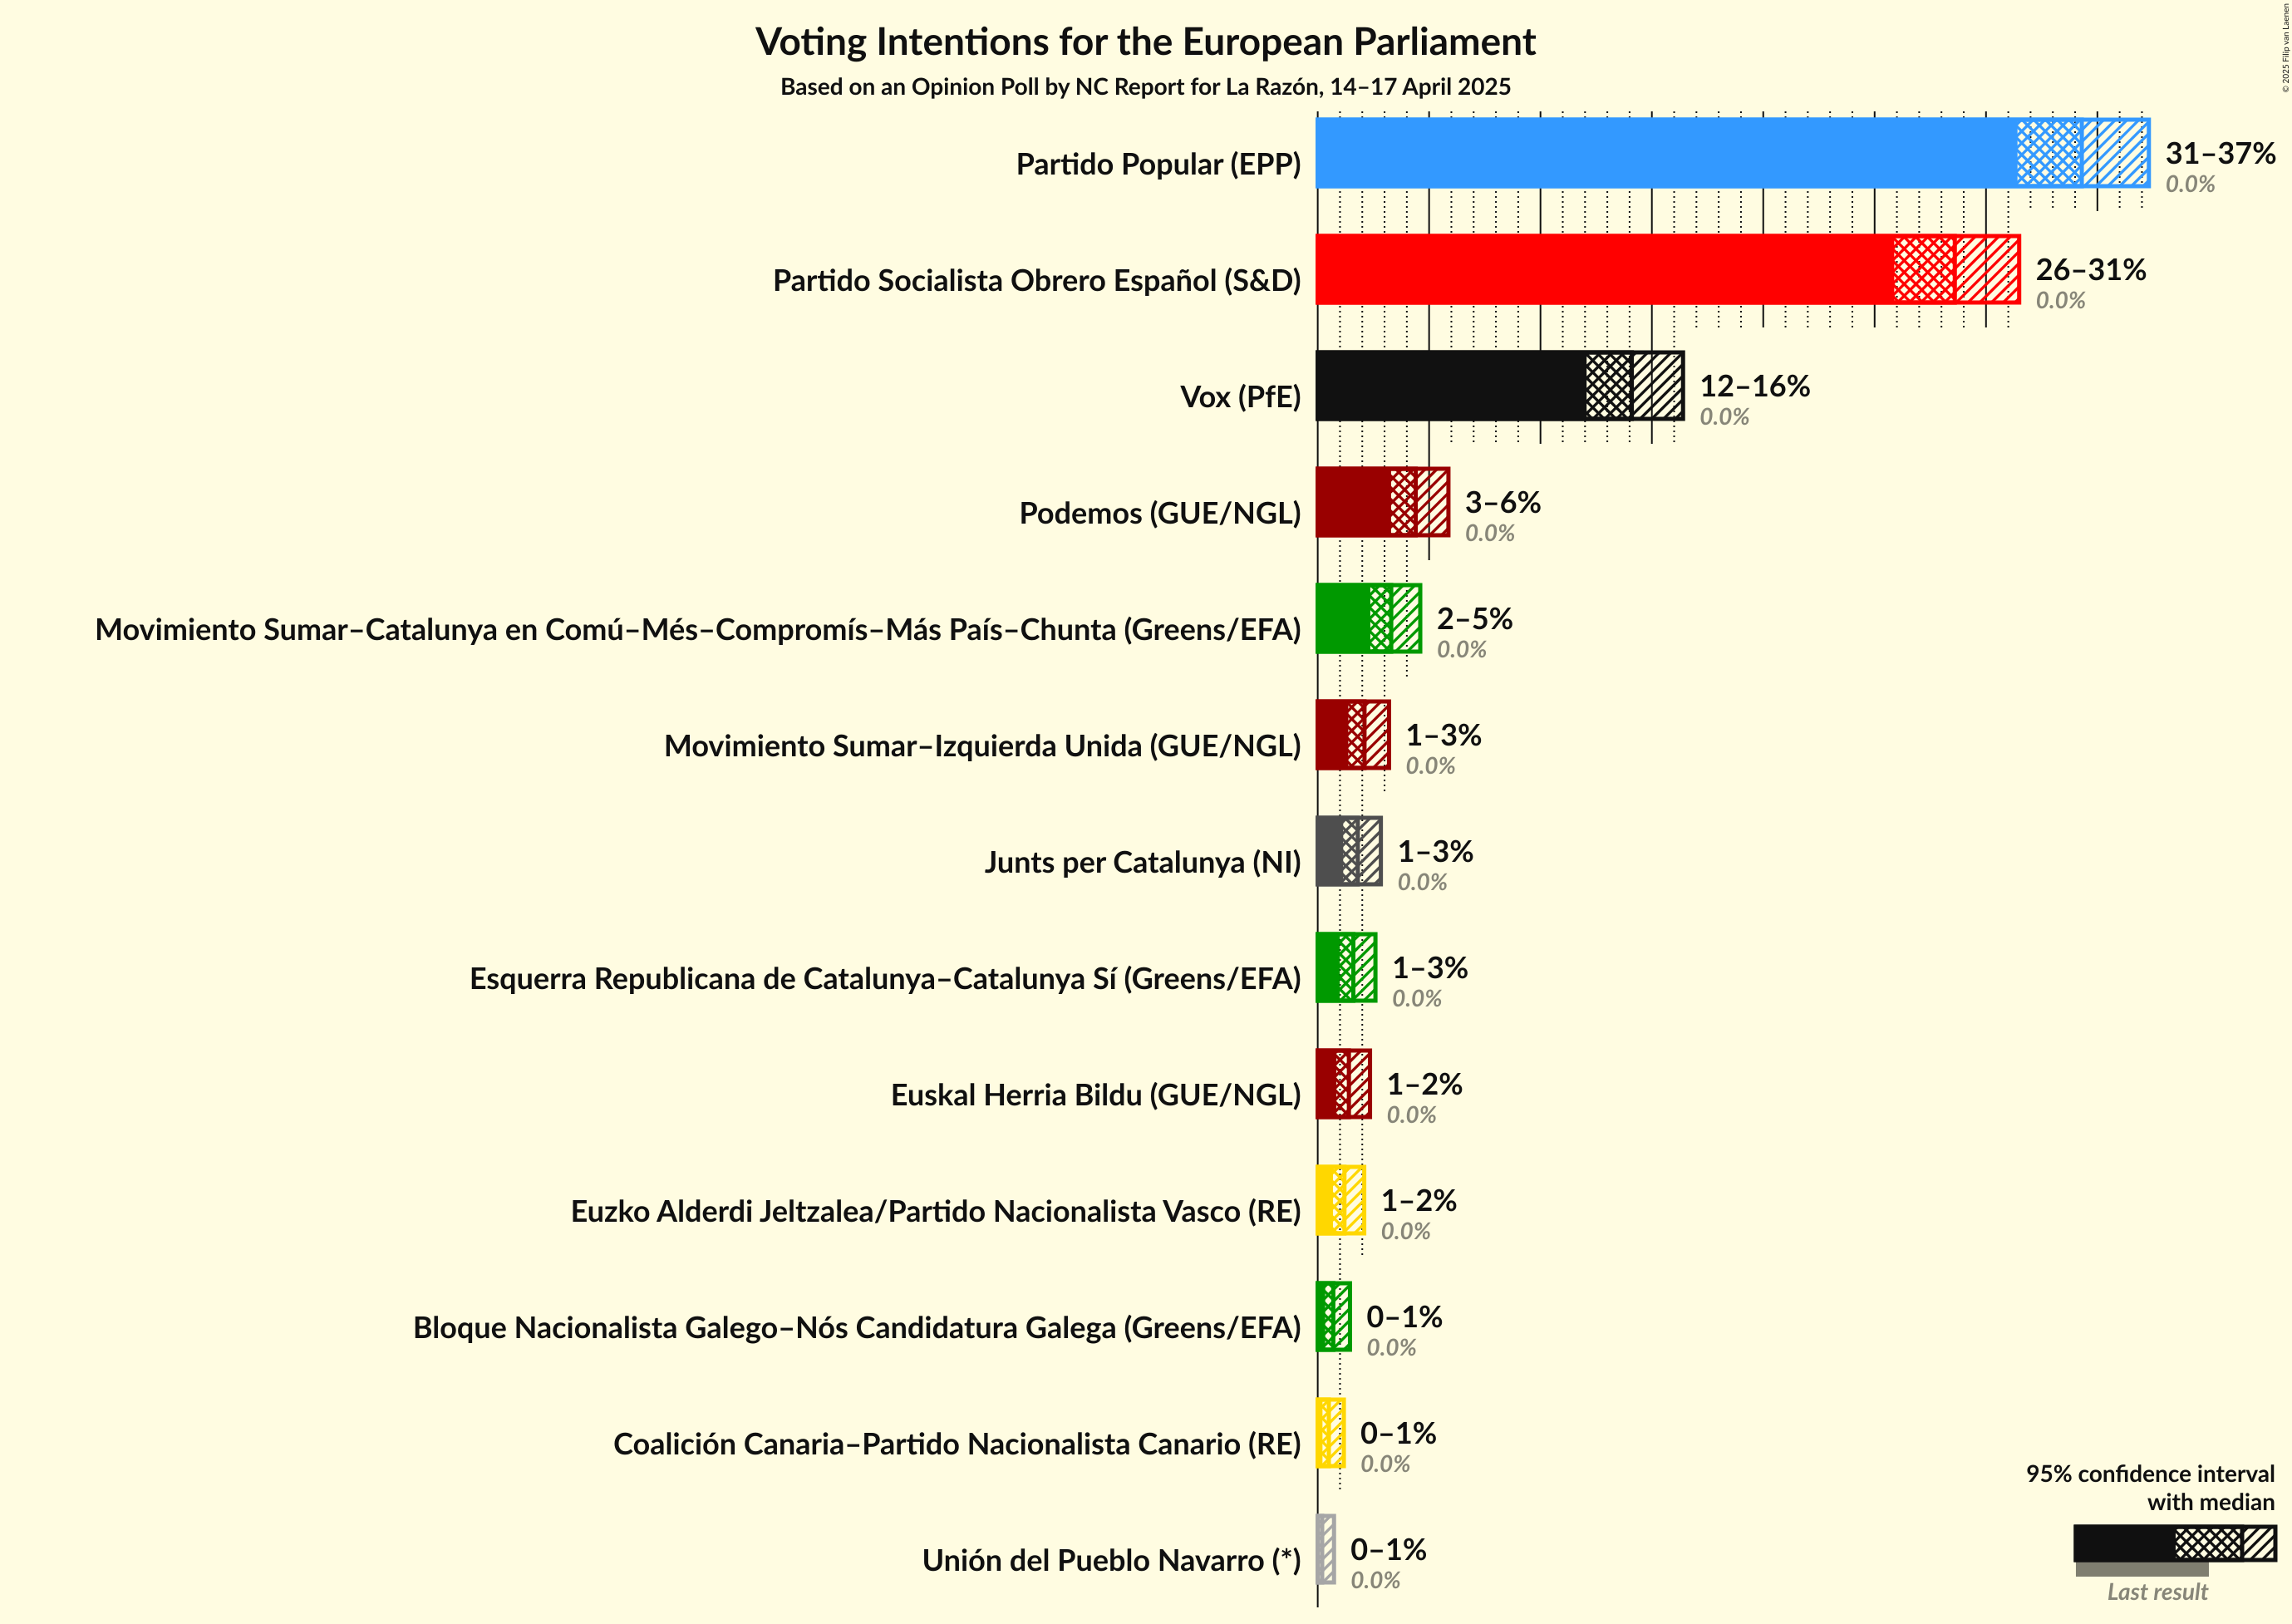 Voting Intentions for the European Parliament
Based on an Opinion Poll by NC Report for La Razón, 14–17 April 2025
© 2025 Filip van Laenen
Partido Popular (EPP)
31–37%
0.0%
Partido Socialista Obrero Español (S&D)
26–31%
0.0%
Vox (PfE)
12–16%
0.0%
Podemos (GUE/NGL)
3–6%
0.0%
Movimiento Sumar–Catalunya en Comú–Més–Compromís–Más País–Chunta (Greens/EFA)
2–5%
0.0%
Movimiento Sumar–Izquierda Unida (GUE/NGL)
1–3%
0.0%
Junts per Catalunya (NI)
1–3%
0.0%
Esquerra Republicana de Catalunya–Catalunya Sí (Greens/EFA)
1–3%
0.0%
Euskal Herria Bildu (GUE/NGL)
1–2%
0.0%
Euzko Alderdi Jeltzalea/Partido Nacionalista Vasco (RE)
1–2%
0.0%
Bloque Nacionalista Galego–Nós Candidatura Galega (Greens/EFA)
0–1%
0.0%
Coalición Canaria–Partido Nacionalista Canario (RE)
0–1%
0.0%
Unión del Pueblo Navarro (*)
0–1%
0.0%
95% confidence interval
with median
Last result